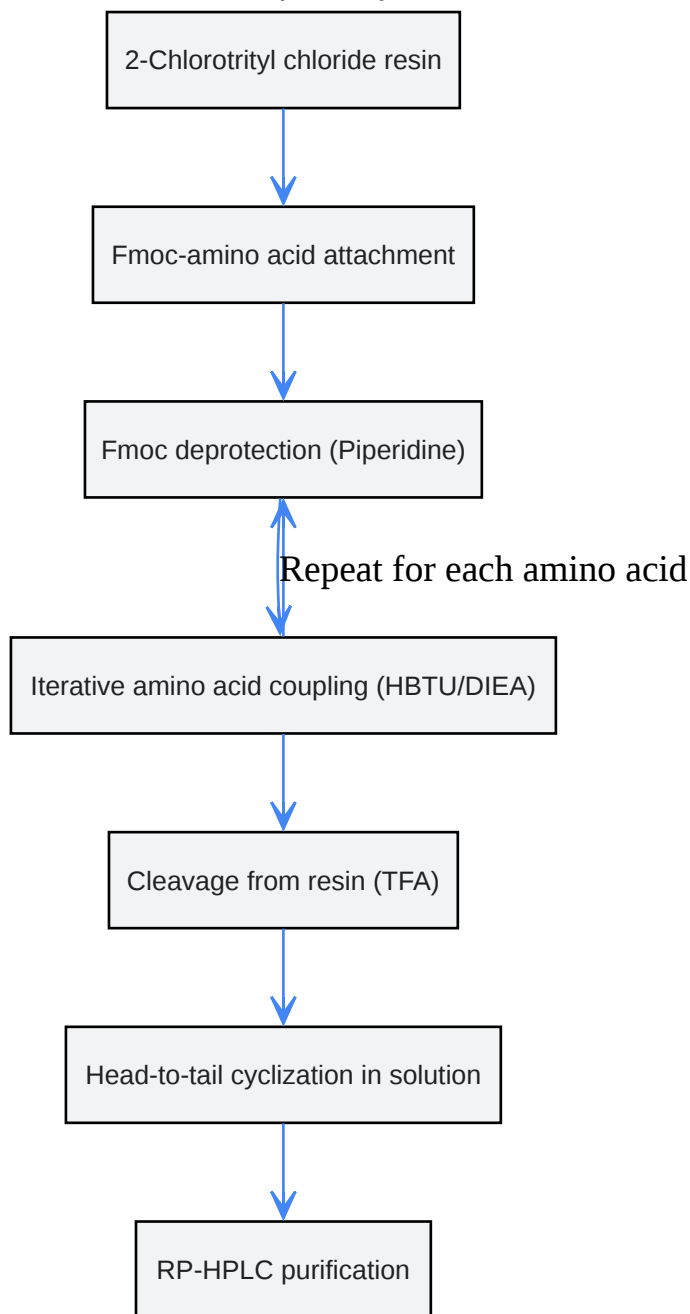 2-Chlorotrityl chloride resin
Fmoc-amino acid attachment
Fmoc deprotection (Piperidine)
Repeat for each amino acid
Iterative amino acid coupling (HBTU/DIEA)
Cleavage from resin (TFA)
Head-to-tail cyclization in solution
RP-HPLC purification